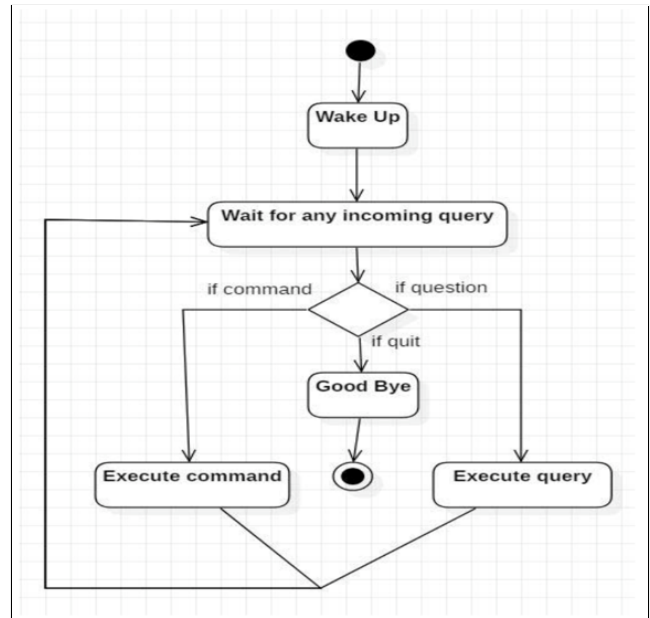 Wake Up
Wait for any incoming query
if command
if question
if quit
Good Bye
Execute command
Execute query